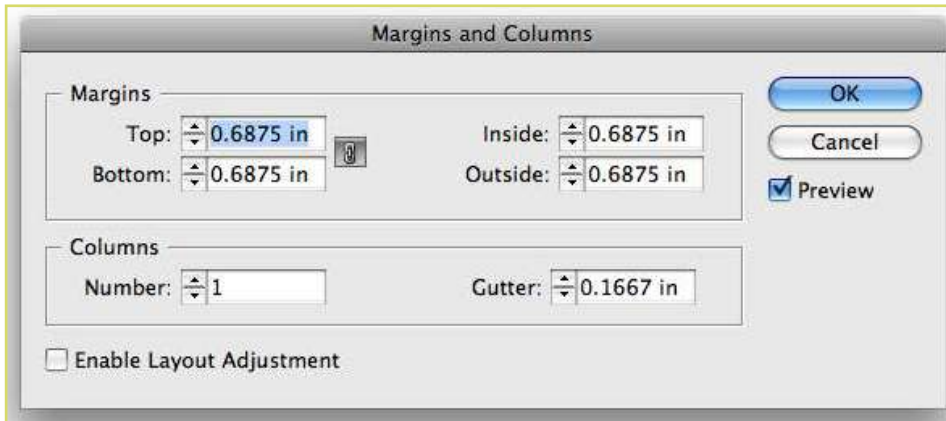 Margins and Columns
Margins
Top: 0.6875 in
Inside: 0.6875 in
OK
Bottom: 0.6875 in
Outside: 0.6875 in
Cancel
Preview
Columns
Number: 1
Gutter: 0.1667 in
Enable Layout Adjustment